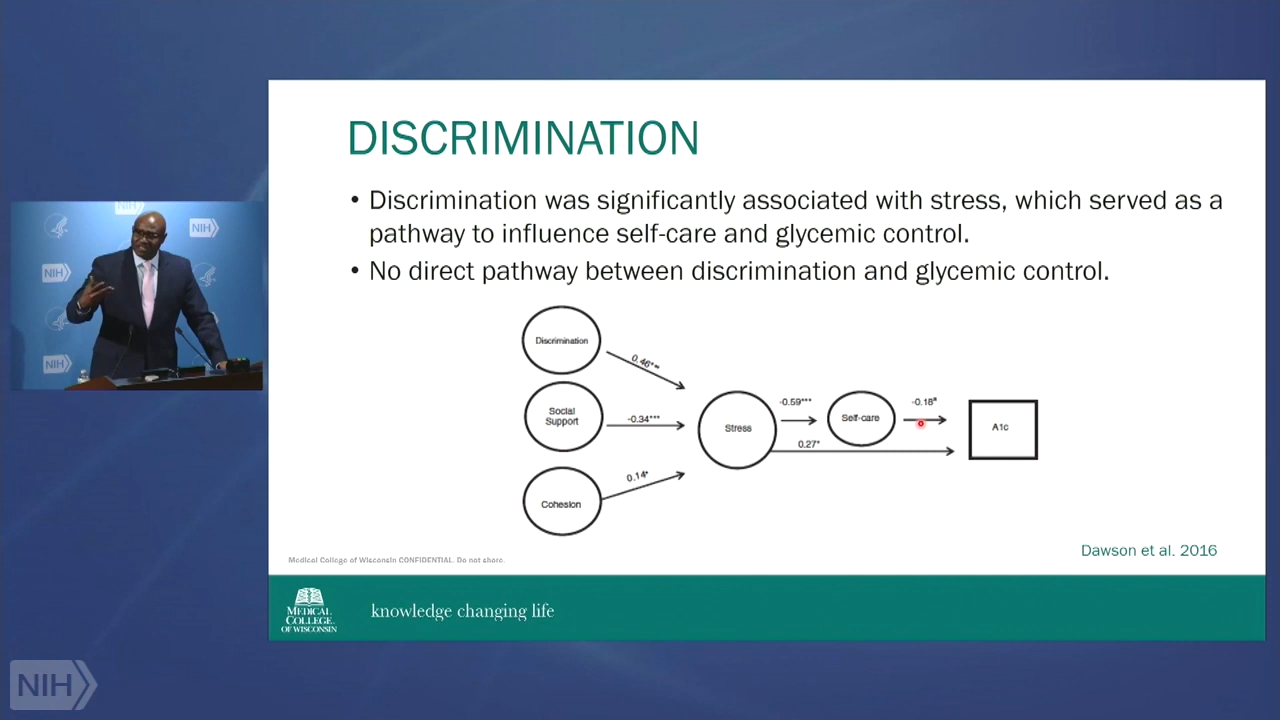 DISCRIMINATION
• Discrimination was significantly associated with stress, which served as a
pathway to influence self-care and glycemic control.
• No direct pathway between discrimination and glycemic control.
Discrimination
0.46**
Social
Support
-0.34***
Cohesion
0.14*
Stress
-0.59***
Self-care
-0.18*
0.27*
A1c
Dawson et al. 2016
Medical College of Wisconsin CONFIDENTIAL. Do not share.
MEDICAL
COLLEGE
OF WISCONSIN
knowledge changing life
NIH
NIH
NIH
NIH
NIH